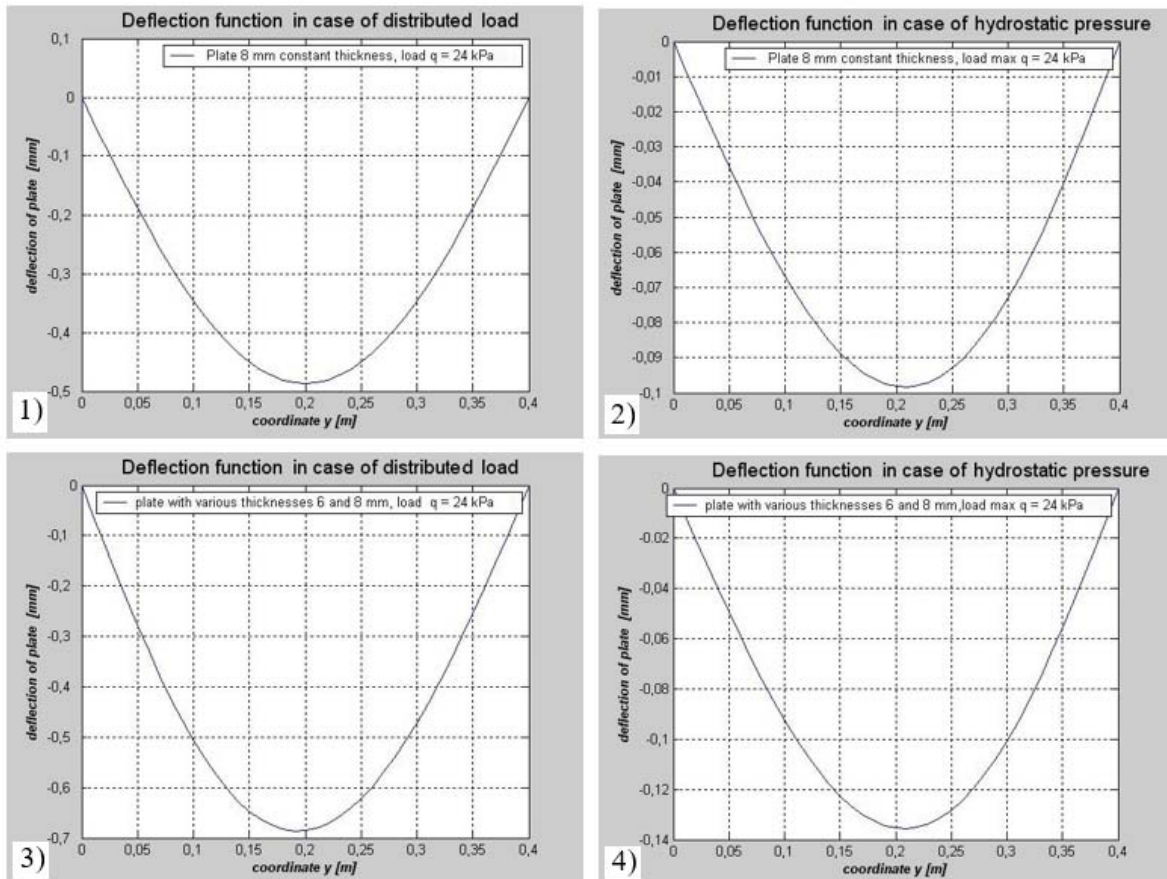 Deflection function in case of distributed load
Plate 8 mm constant thickness, load q = 24 kPa
deflection of plate [mm]
0,1
0
-0,1
-0,2
-0,3
-0,4
-0,5
0 0,05 0,1 0,15 0,2 0,25 0,3 0,35 0,4
coordinate y [m]
1)
Deflection function in case of hydrostatic pressure
Plate 8 mm constant thickness, load max q = 24 kPa
deflection of plate [mm]
0
-0,01
-0,02
-0,03
-0,04
-0,05
-0,06
-0,07
-0,08
-0,09
-0,1
0 0,05 0,1 0,15 0,2 0,25 0,3 0,35 0,4
coordinate y [m]
2)
Deflection function in case of distributed load
plate with various thicknesses 6 and 8 mm, load q = 24 kPa
deflection of plate [mm]
0
-0,1
-0,2
-0,3
-0,4
-0,5
-0,6
-0,7
0 0,05 0,1 0,15 0,2 0,25 0,3 0,35 0,4
coordinate y [m]
3)
Deflection function in case of hydrostatic pressure
plate with various thicknesses 6 and 8 mm,load max q = 24 kPa
deflection of plate [mm]
0
-0.02
-0,04
-0,06
-0,08
-0,1
-0,12
-0,14
0 0,05 0,1 0,15 0,2 0,25 0,3 0,35 0,4
coordinate y [m]
4)